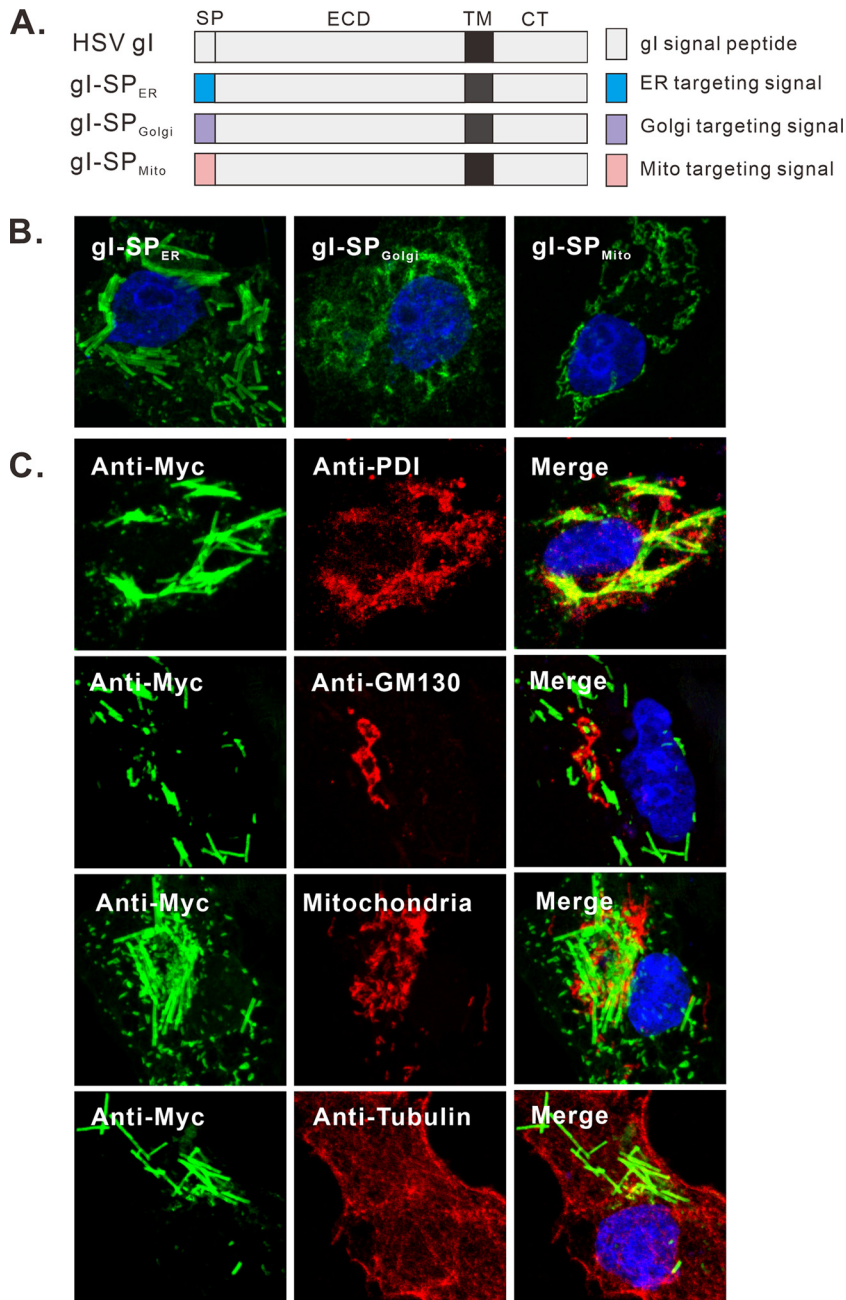 A.
SP ECD TM CT
HSV gI
gI signal peptide
gI-SPER
ER targeting signal
gI-SPGolgi
Golgi targeting signal
gI-SPMito
Mito targeting signal
B.
gI-SPER
gI-SPGolgi
gI-SPMito
C.
Anti-Myc
Anti-PDI
Merge
Anti-Myc
Anti-GM130
Merge
Anti-Myc
Mitochondria
Merge
Anti-Myc
Anti-Tubulin
Merge